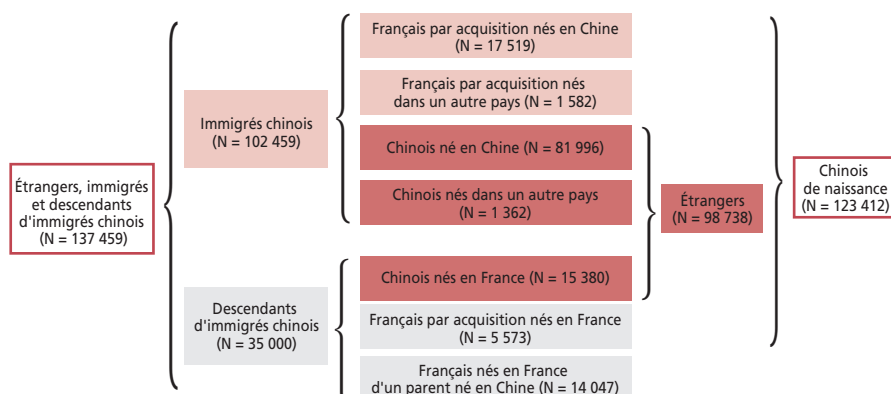 Étrangers, immigrés
et descendants
d'immigrés chinois
(N = 137 459)
Immigrés chinois
(N = 102 459)
Descendants
d'immigrés chinois
(N = 35 000)
Français par acquisition nés en Chine
(N = 17 519)
Français par acquisition nés
dans un autre pays (N = 1 582)
Chinois né en Chine (N = 81 996)
Chinois nés dans un autre pays
(N = 1 362)
Chinois nés en France (N = 15 380)
Français par acquisition nés en France
(N = 5 573)
Français nés en France
d'un parent né en Chine (N = 14 047)
Étrangers
(N = 98 738)
Chinois
de naissance
(N = 123 412)